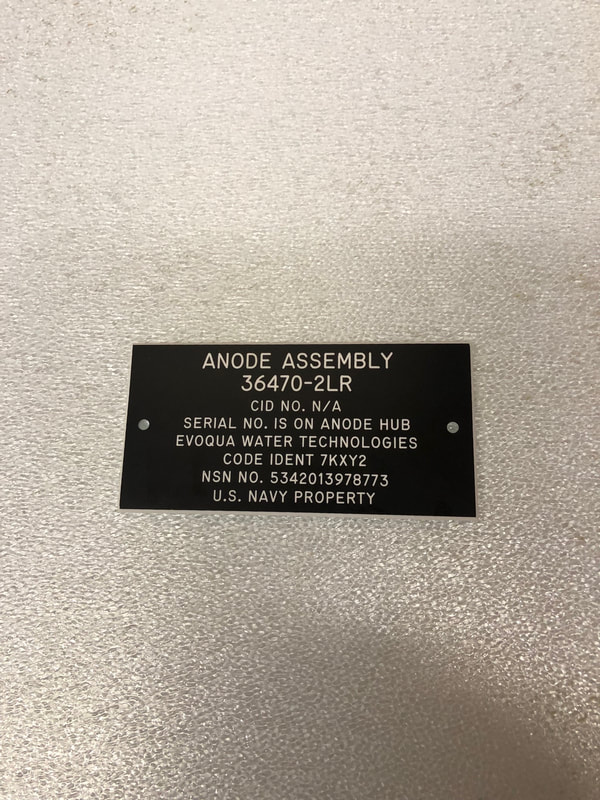 ANODE ASSEMBLY
36470-2LR
CID NO. N/A
SERIAL NO. IS ON ANODE HUB
EVOQUA WATER TECHNOLOGIES
CODE IDENT 7KXY2
NSN NO. 5342013978773
U.S. NAVY PROPERTY